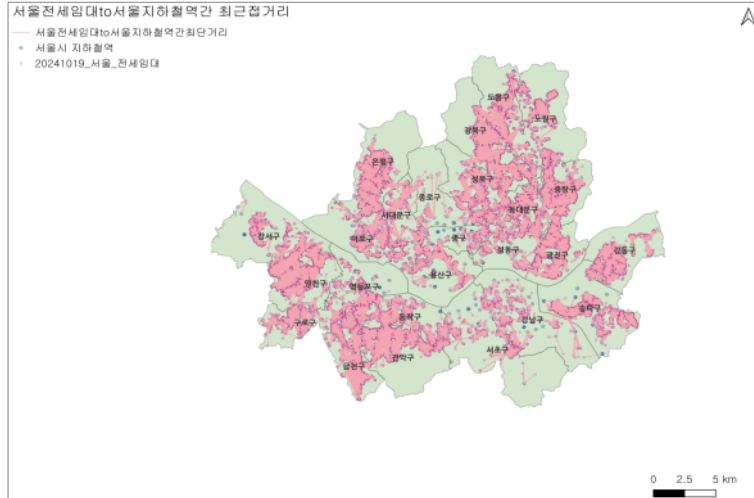 서울전세임대to서울지하철역간 최근접거리
서울전세임대to서울지하철역간최단거리
서울시 지하철역
20241019_서울_전세임대
도봉구
노원구
강북구
은평구
성북구
중랑구
종로구
서대문구
동대문구
강서구
마포구
중구
성동구
광진구
강동구
용산구
양천구
영등포구
송파구
구로구
동작구
강남구
서초구
관악구
금천구
0 2.5 5 km